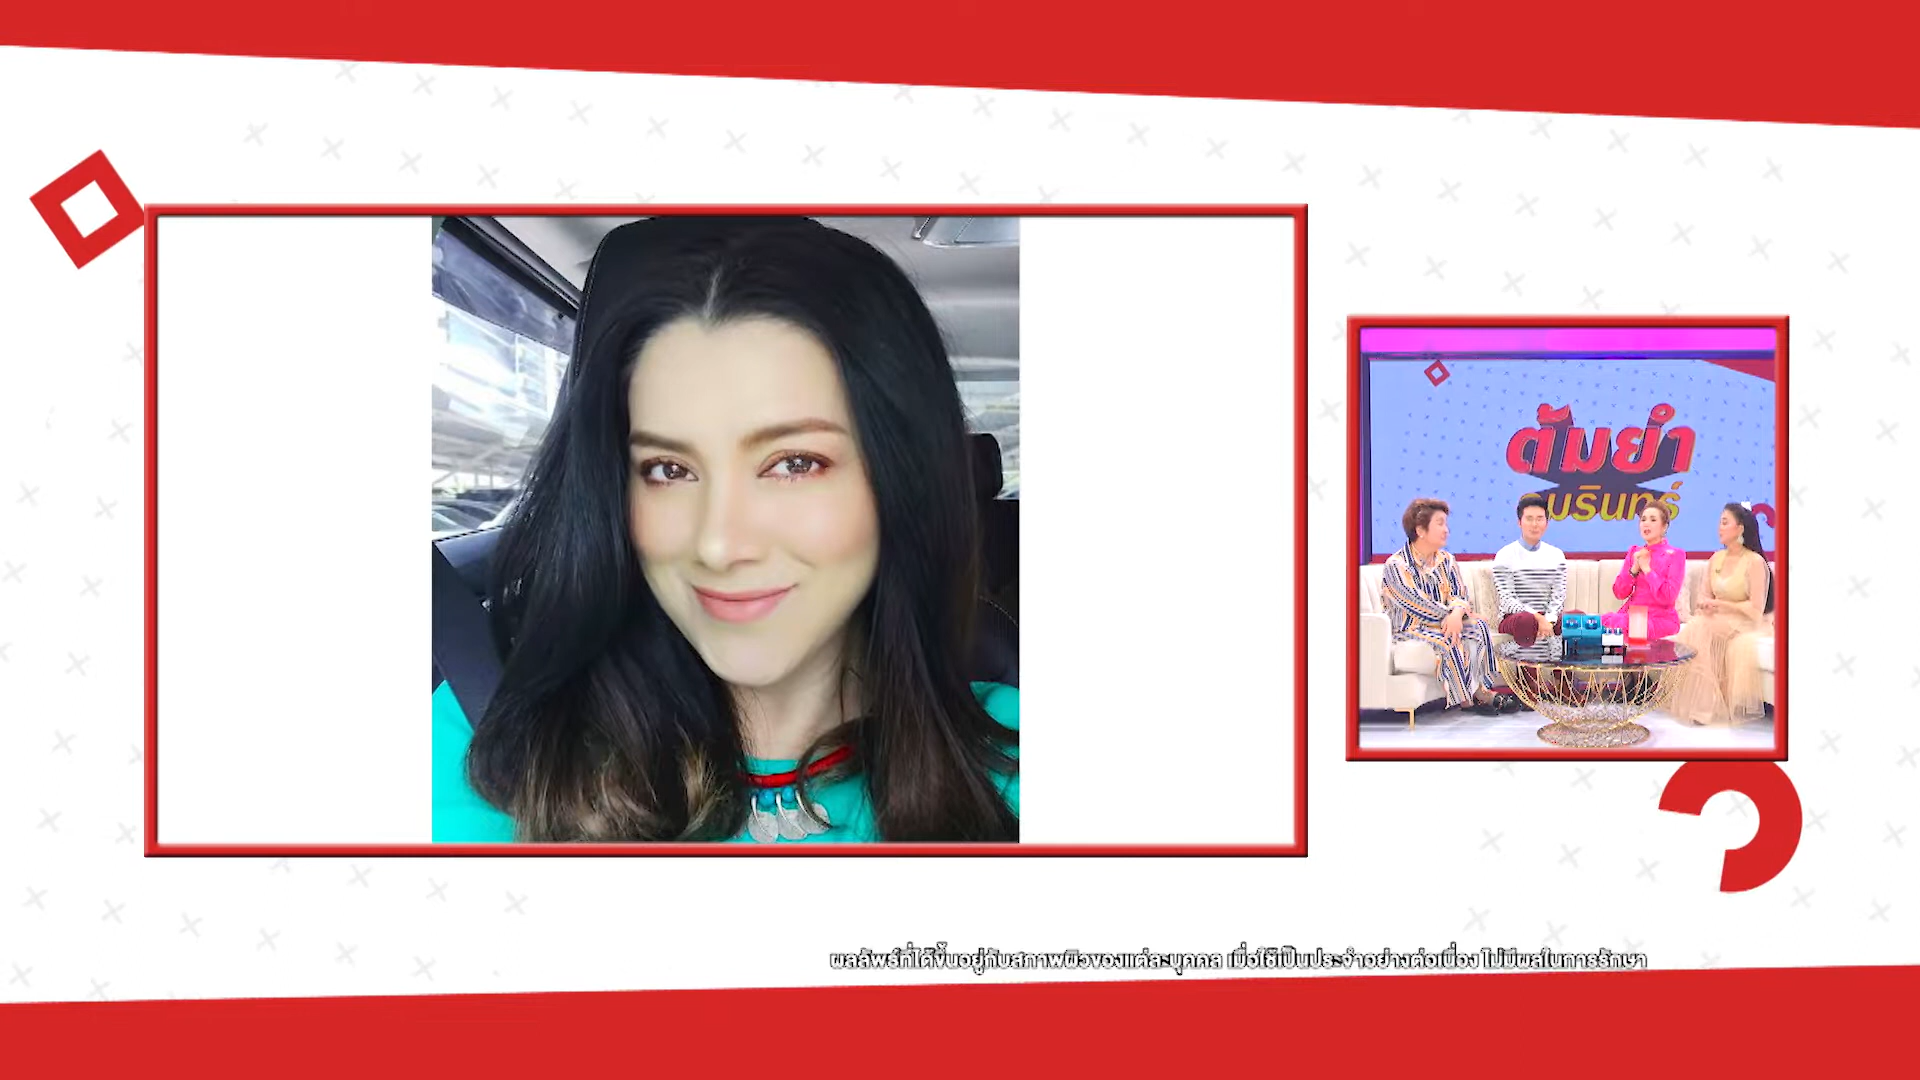 ต้มยำ
อมรินทร์
ผลลัพธ์ที่ได้ขึ้นอยู่กับสภาพผิวของแต่ละบุคคล เมื่อใช้เป็นประจำอย่างต่อเนื่อง ไม่มีผลในการรักษา